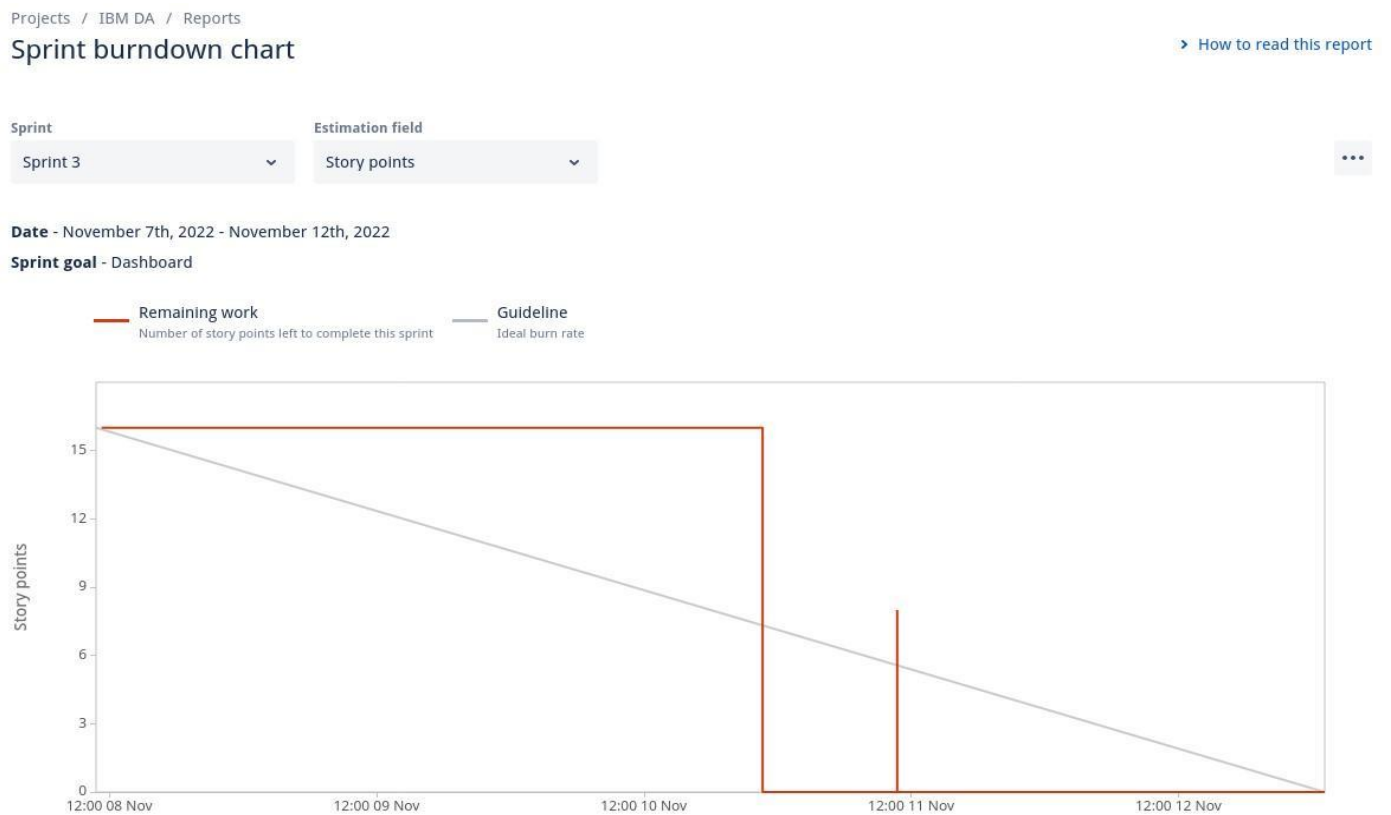 Projects / IBM DA / Reports
Sprint burndown chart
How to read this report
Sprint
Estimation field
Sprint 3
Story points
Date - November 7th, 2022 - November 12th, 2022
Sprint goal - Dashboard
Remaining work
Number of story points left to complete this sprint
Guideline
Ideal burn rate
Story points
15
12
9
6
3
0
12:00 08 Nov
12:00 09 Nov
12:00 10 Nov
12:00 11 Nov
12:00 12 Nov